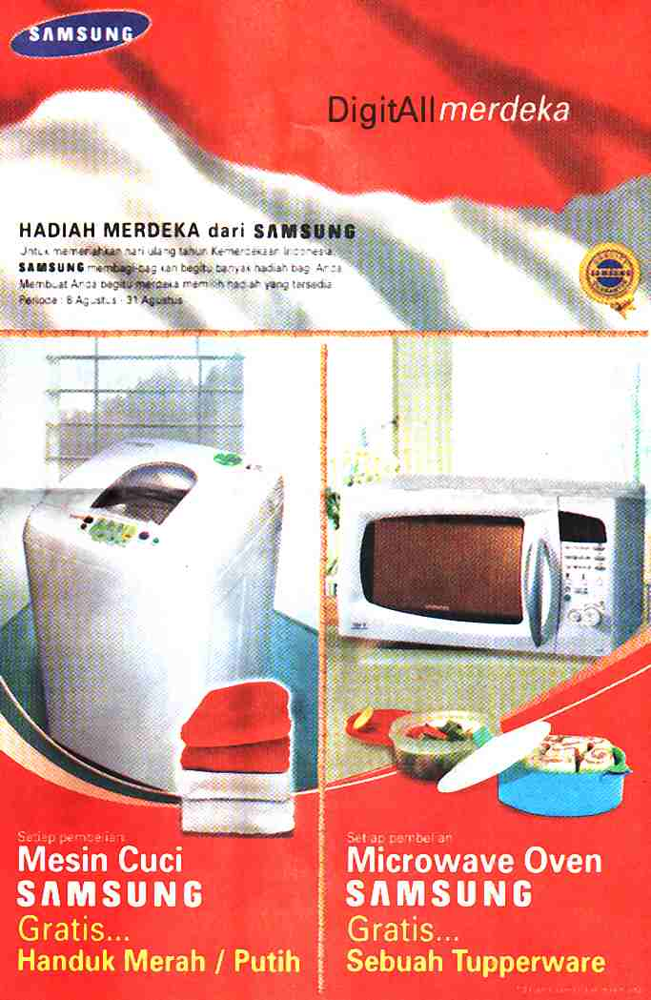 SAMSUNG
DigitAll merdeka
HADIAH MERDEKA dari SAMSUNG
Untuk memeriahkan hari ulang tahun Kemerdekaan Indonesia,
SAMSUNG membagi-bagikan begitu banyak hadiah bagi Anda.
Membuat Anda begitu merdeka memilih hadiah yang tersedia.
Periode : 8 Agustus - 31 Agustus
SAMSUNG
Setiap pembelian
Mesin Cuci
SAMSUNG
Gratis...
Handuk Merah / Putih
Setiap pembelian
Microwave Oven
SAMSUNG
Gratis...
Sebuah Tupperware